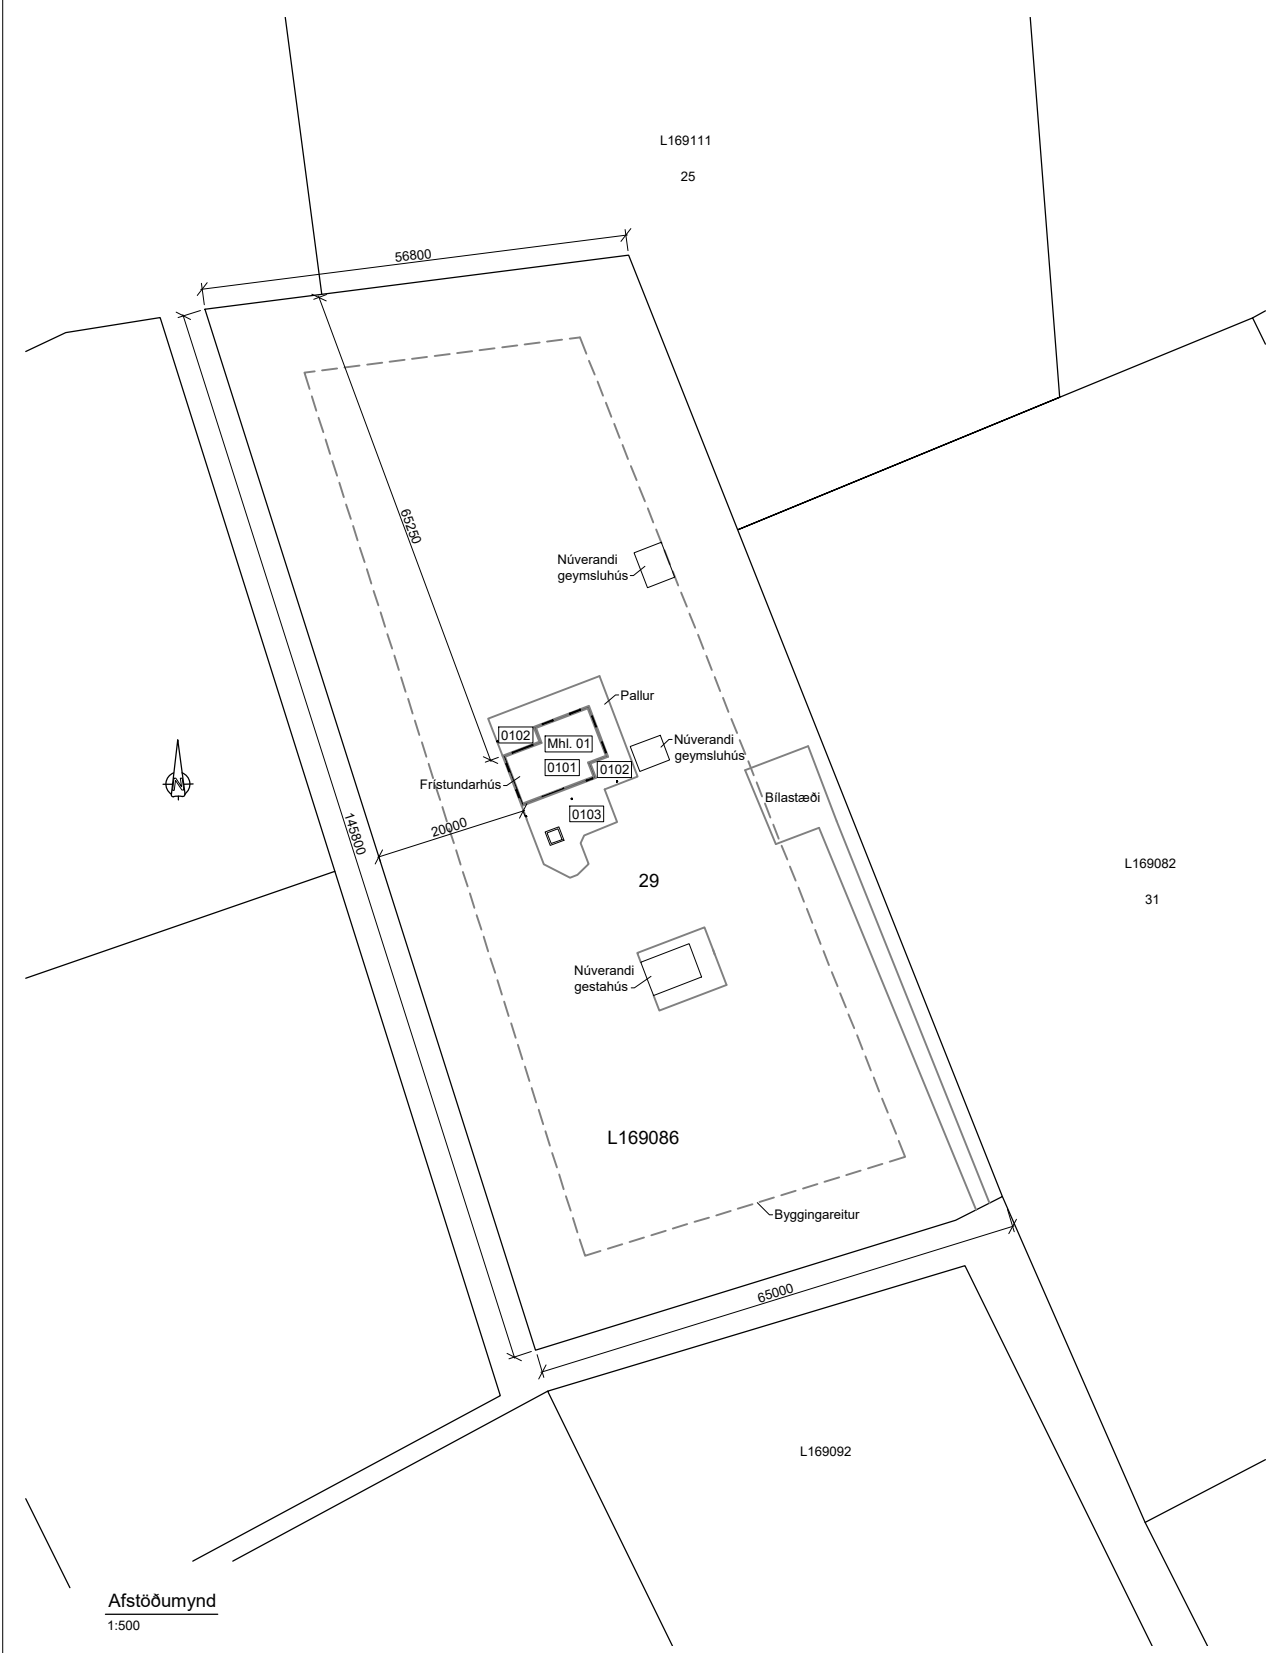 L169111
25
56800
65250
Núverandi
geymsluhús
Pallur
0102
Mhl. 01
Núverandi
geymsluhús
0101
0102
Frístundarhús
Bílastæði
0103
20000
145800
L169082
29
31
Núverandi
gestahús
L169086
Byggingareitur
65000
L169092
N
Afstöðumynd
1:500